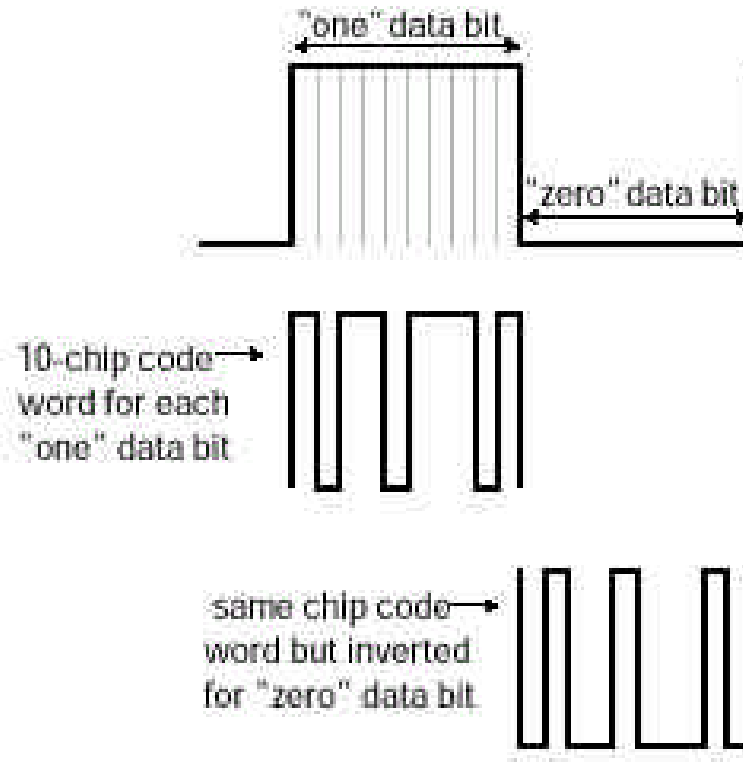 "one" data bit
"zero" data bit
10-chip code
word for each
"one" data bit
same chip code
word but inverted
for "zero" data bit